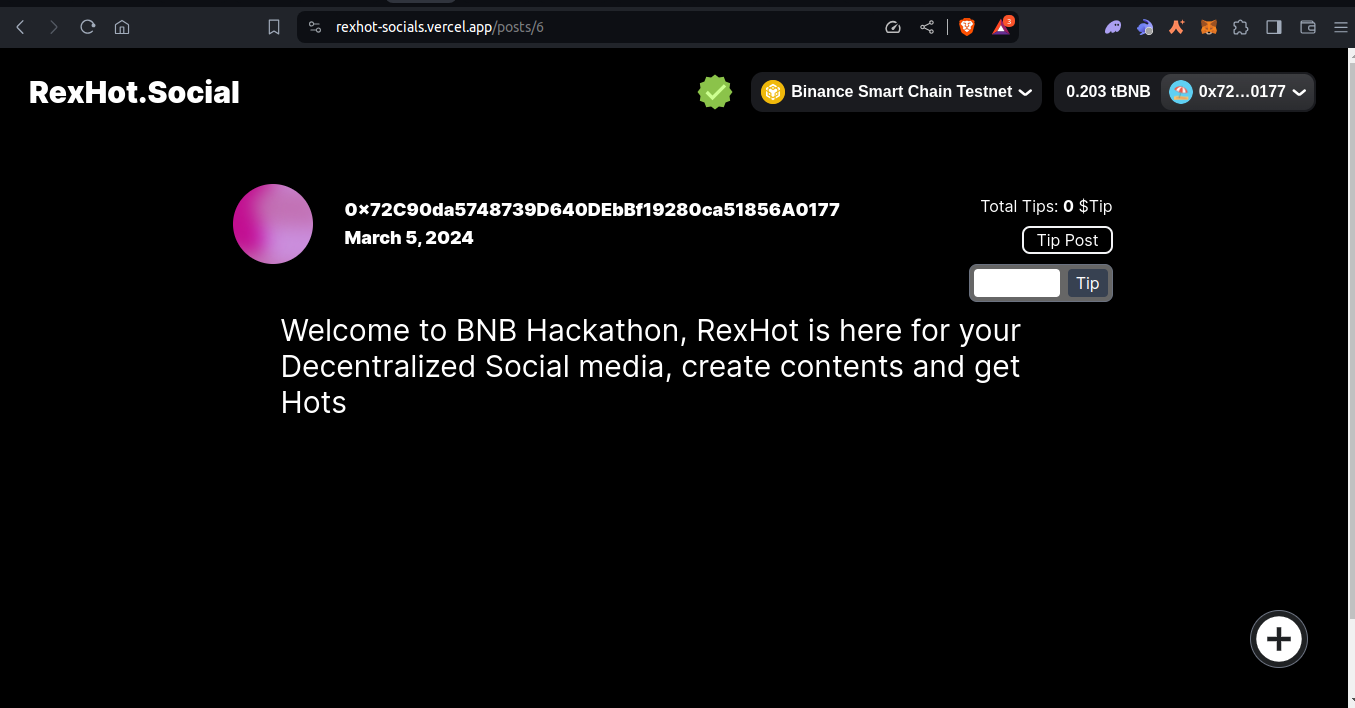 rexhot-socials.vercel.app/posts/6
3
RexHot.Social
Binance Smart Chain Testnet
0.203 tBNB
0x72...0177
0x72C90da5748739D640DEbBf19280ca51856A0177
March 5, 2024
Total Tips: 0 $Tip
Tip Post
Tip
Welcome to BNB Hackathon, RexHot is here for your
Decentralized Social media, create contents and get
Hots